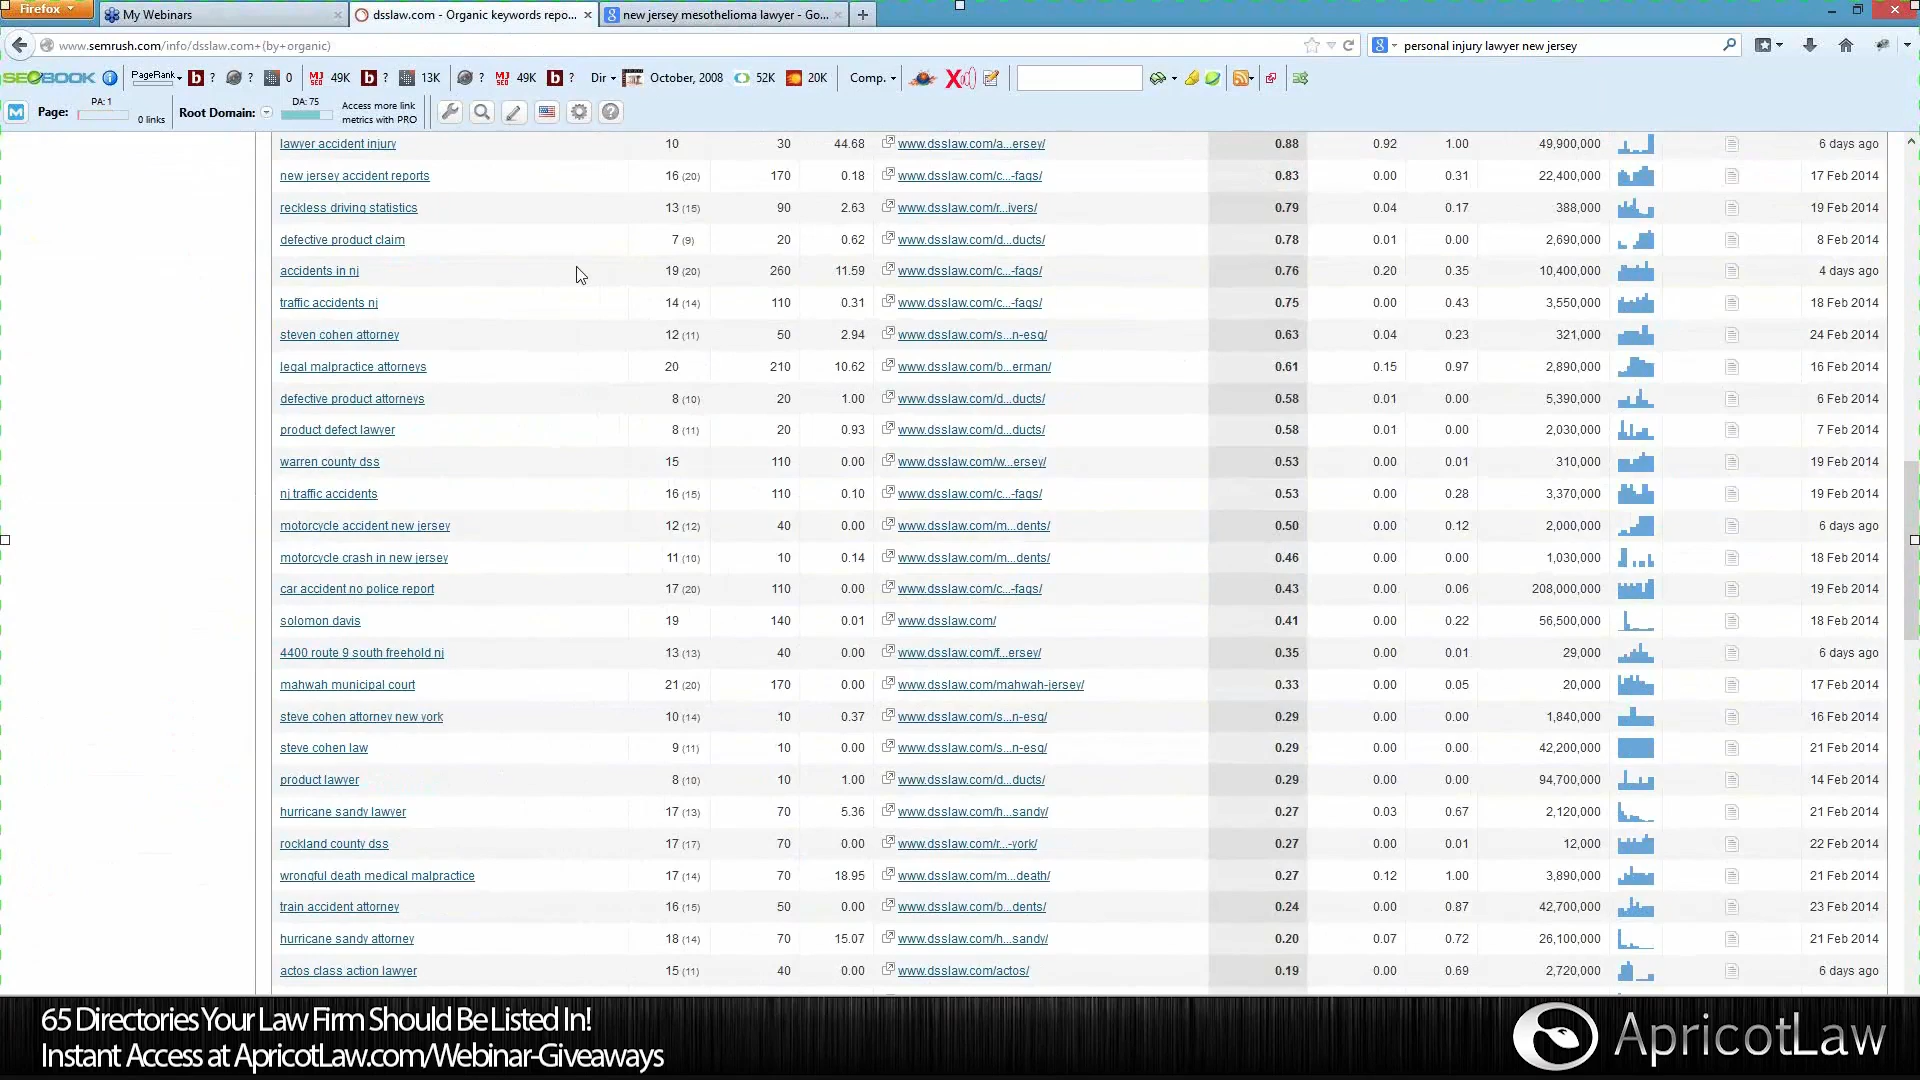 Firefox
My Webinars
dsslaw.com - Organic keywords repo...
new jersey mesothelioma lawyer - Go...
www.semrush.com/info/dsslaw.com+(by+organic)
personal injury lawyer new jersey
SEOBOOK PageRank ? ? 0 49K ? 13K ? 49K ? Dir October, 2008 52K 20K Comp.
Page: PA: 1 0 links Root Domain: DA: 75 Access more link metrics with PRO
lawyer accident injury 10 30 44.68 www.dsslaw.com/a...ersey/ 0.88 0.92 1.00 49,900,000 6 days ago
new jersey accident reports 16 (20) 170 0.18 www.dsslaw.com/c...-faqs/ 0.83 0.00 0.31 22,400,000 17 Feb 2014
reckless driving statistics 13 (15) 90 2.63 www.dsslaw.com/r...ivers/ 0.79 0.04 0.17 388,000 19 Feb 2014
defective product claim 7 (9) 20 0.62 www.dsslaw.com/d...ducts/ 0.78 0.01 0.00 2,690,000 8 Feb 2014
accidents in nj 19 (20) 260 11.59 www.dsslaw.com/c...-faqs/ 0.76 0.20 0.35 10,400,000 4 days ago
traffic accidents nj 14 (14) 110 0.31 www.dsslaw.com/c...-faqs/ 0.75 0.00 0.43 3,550,000 18 Feb 2014
steven cohen attorney 12 (11) 50 2.94 www.dsslaw.com/s...n-esq/ 0.63 0.04 0.23 321,000 24 Feb 2014
legal malpractice attorneys 20 210 10.62 www.dsslaw.com/b...erman/ 0.61 0.15 0.97 2,890,000 16 Feb 2014
defective product attorneys 8 (10) 20 1.00 www.dsslaw.com/d...ducts/ 0.58 0.01 0.00 5,390,000 6 Feb 2014
product defect lawyer 8 (11) 20 0.93 www.dsslaw.com/d...ducts/ 0.58 0.01 0.00 2,030,000 7 Feb 2014
warren county dss 15 110 0.00 www.dsslaw.com/w...ersey/ 0.53 0.00 0.01 310,000 19 Feb 2014
nj traffic accidents 16 (15) 110 0.10 www.dsslaw.com/c...-faqs/ 0.53 0.00 0.28 3,370,000 19 Feb 2014
motorcycle accident new jersey 12 (12) 40 0.00 www.dsslaw.com/m...dents/ 0.50 0.00 0.12 2,000,000 6 days ago
motorcycle crash in new jersey 11 (10) 10 0.14 www.dsslaw.com/m...dents/ 0.46 0.00 0.00 1,030,000 18 Feb 2014
car accident no police report 17 (20) 110 0.00 www.dsslaw.com/c...-faqs/ 0.43 0.00 0.06 208,000,000 19 Feb 2014
solomon davis 19 140 0.01 www.dsslaw.com/ 0.41 0.00 0.22 56,500,000 18 Feb 2014
4400 route 9 south freehold nj 13 (13) 40 0.00 www.dsslaw.com/f...ersey/ 0.35 0.00 0.01 29,000 6 days ago
mahwah municipal court 21 (20) 170 0.00 www.dsslaw.com/mahwah-jersey/ 0.33 0.00 0.05 20,000 17 Feb 2014
steve cohen attorney new york 10 (14) 10 0.37 www.dsslaw.com/s...n-esq/ 0.29 0.00 0.00 1,840,000 16 Feb 2014
steve cohen law 9 (11) 10 0.00 www.dsslaw.com/s...n-esq/ 0.29 0.00 0.00 42,200,000 21 Feb 2014
product lawyer 8 (10) 10 1.00 www.dsslaw.com/d...ducts/ 0.29 0.00 0.00 94,700,000 14 Feb 2014
hurricane sandy lawyer 17 (13) 70 5.36 www.dsslaw.com/h...sandy/ 0.27 0.03 0.67 2,120,000 21 Feb 2014
rockland county dss 17 (17) 70 0.00 www.dsslaw.com/r...-york/ 0.27 0.00 0.01 12,000 22 Feb 2014
wrongful death medical malpractice 17 (14) 70 18.95 www.dsslaw.com/m...death/ 0.27 0.12 1.00 3,890,000 21 Feb 2014
train accident attorney 16 (15) 50 0.00 www.dsslaw.com/b...dents/ 0.24 0.00 0.87 42,700,000 23 Feb 2014
hurricane sandy attorney 18 (14) 70 15.07 www.dsslaw.com/h...sandy/ 0.20 0.07 0.72 26,100,000 21 Feb 2014
actos class action lawyer 15 (11) 40 0.00 www.dsslaw.com/actos/ 0.19 0.00 0.69 2,720,000 6 days ago
65 Directories Your Law Firm Should Be Listed In!
Instant Access at ApricotLaw.com/Webinar-Giveaways
ApricotLaw